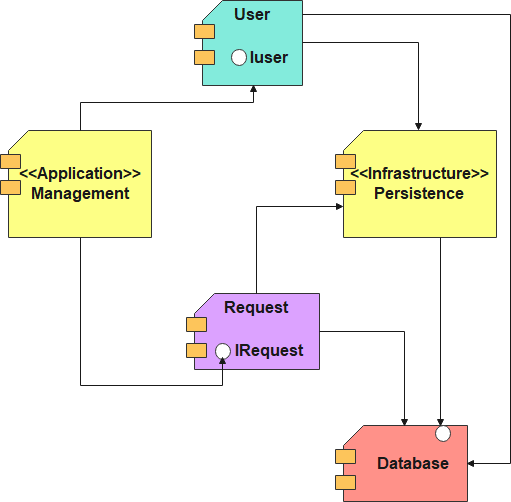 User
Iuser
<<Application>>
Management
<<Infrastructure>>
Persistence
Request
IRequest
Database